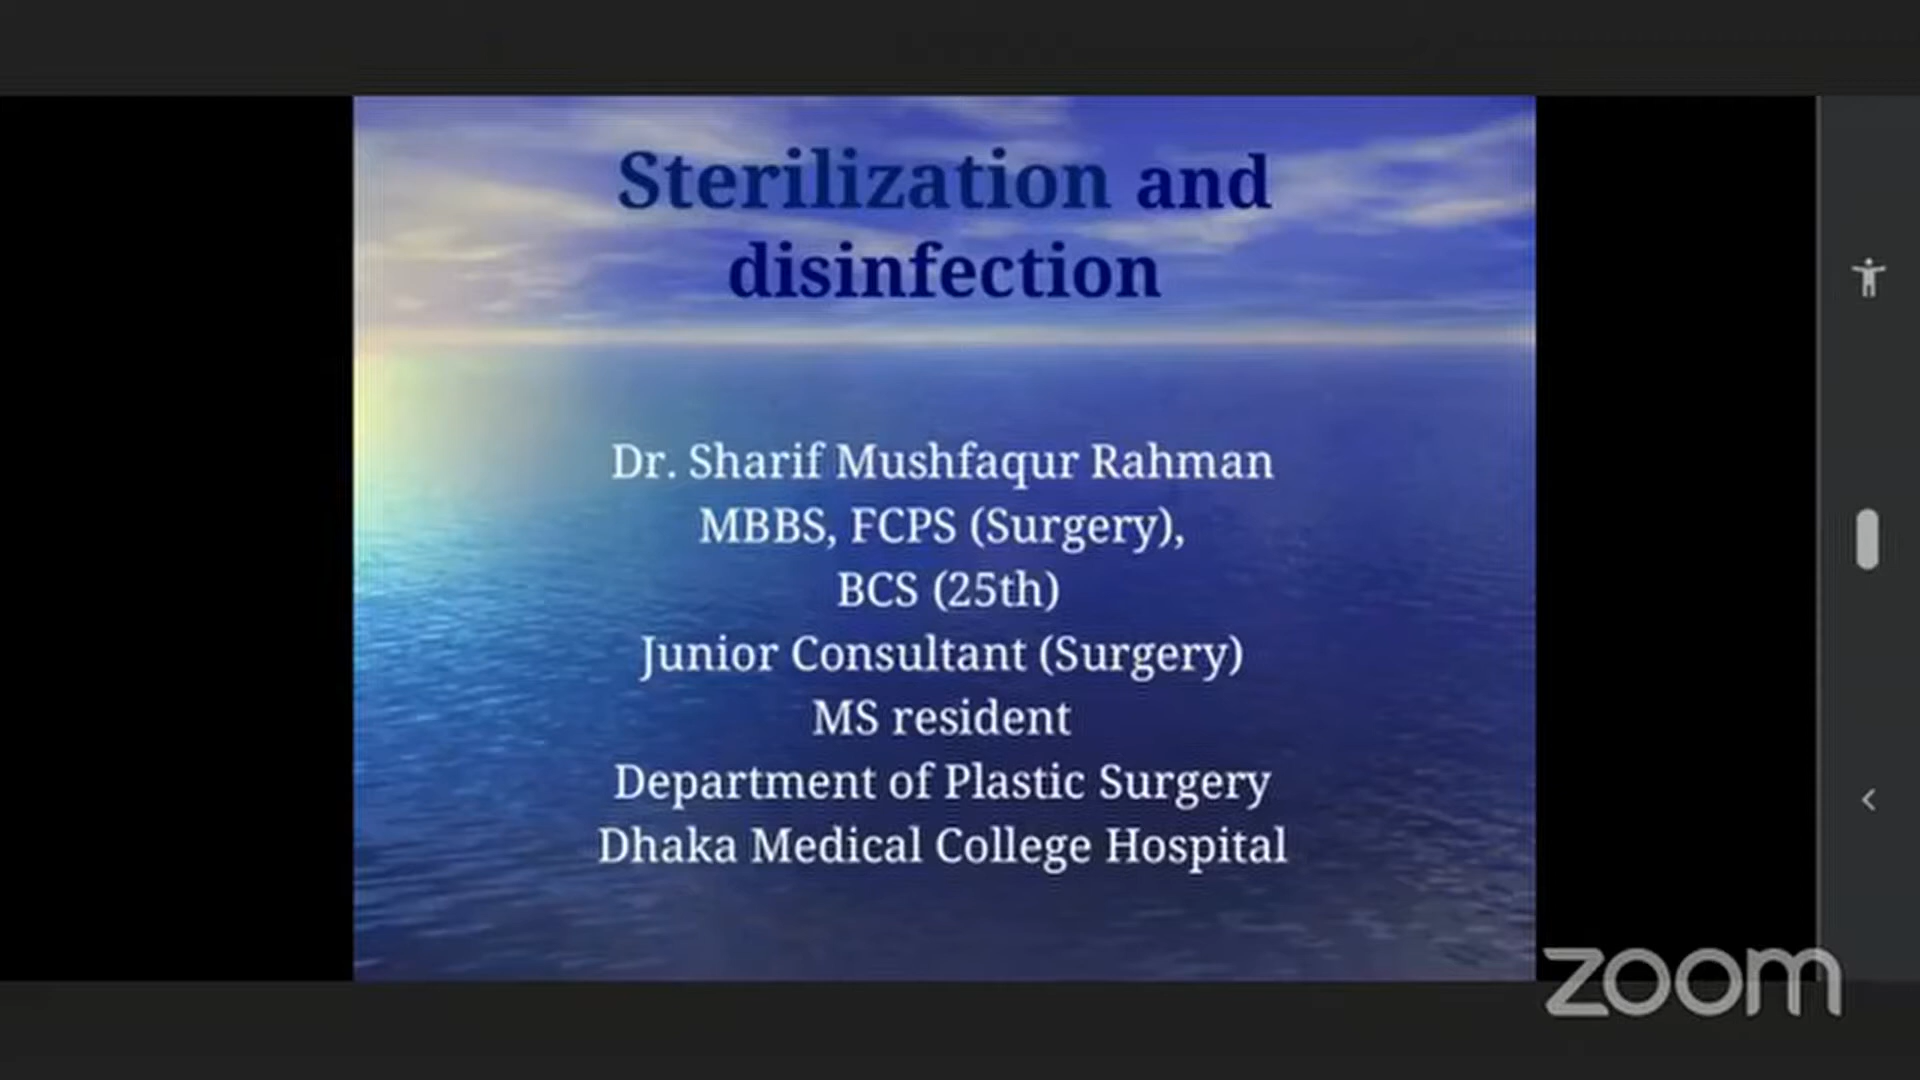 Sterilization and
disinfection
Dr. Sharif Mushfaqur Rahman
MBBS, FCPS (Surgery),
BCS (25th)
Junior Consultant (Surgery)
MS resident
Department of Plastic Surgery
Dhaka Medical College Hospital
zoom